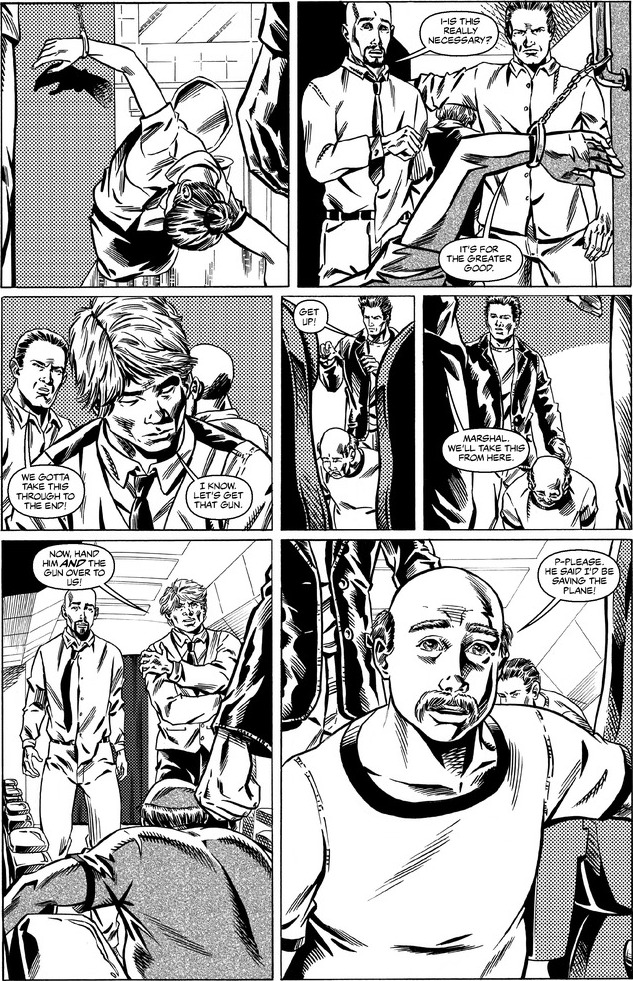 I-IS THIS
REALLY
NECESSARY?
IT'S FOR
THE GREATER
GOOD.
WE GOTTA
TAKE THIS
THROUGH TO
THE END!
I KNOW.
LET'S GET
THAT GUN.
GET
UP!
MARSHAL.
WE'LL TAKE THIS
FROM HERE.
NOW, HAND
HIM AND THE
GUN OVER TO
US!
P-PLEASE.
HE SAID I'D BE
SAVING THE
PLANE!